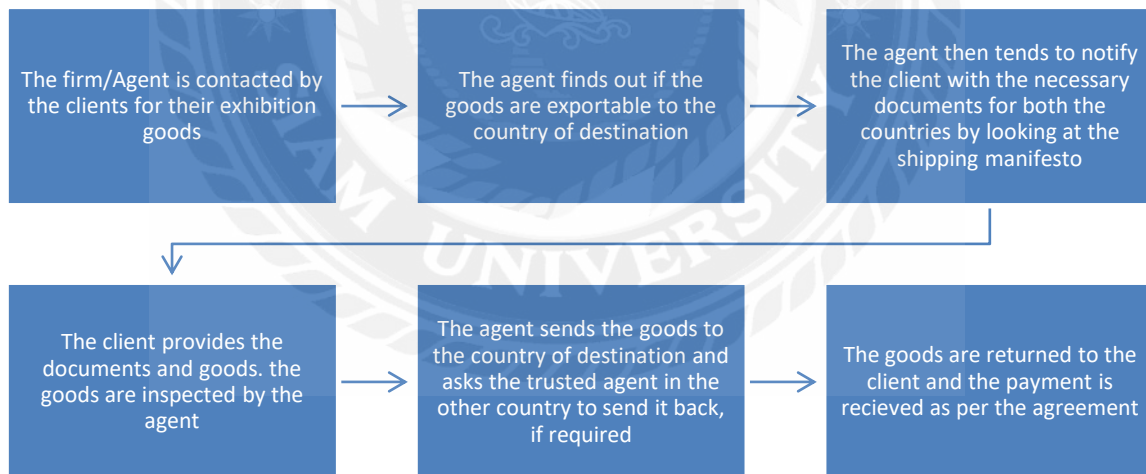 The firm/Agent is contacted by
the clients for their exhibition
goods
The agent finds out if the
goods are exportable to the
country of destination
The agent then tends to notify
the client with the necessary
documents for both the
countries by looking at the
shipping manifesto
The client provides the
documents and goods. the
goods are inspected by the
agent
The agent sends the goods to
the country of destination and
asks the trusted agent in the
other country to send it back,
if required
The goods are returned to the
client and the payment is
recieved as per the agreement
SIAM UNIVERSITY